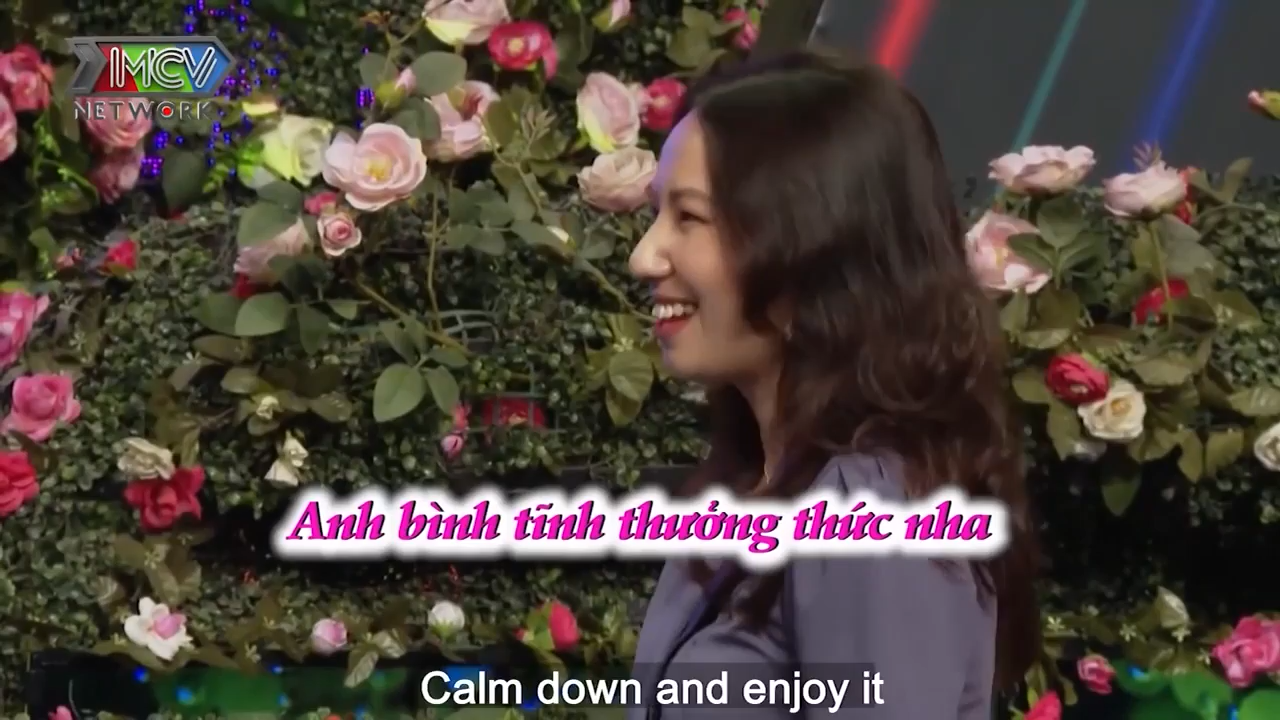 MCV
NETWORK
Anh bình tĩnh thưởng thức nha
Calm down and enjoy it